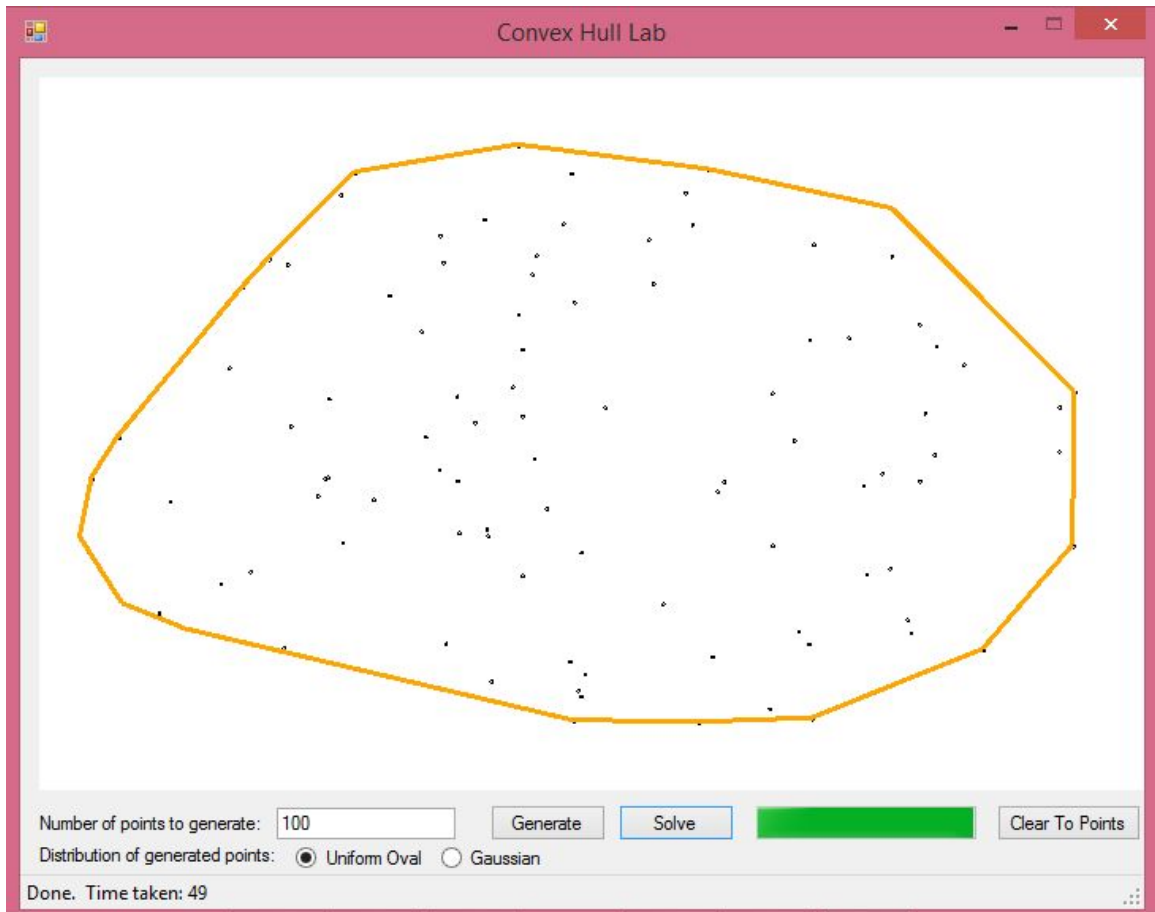 Convex Hull Lab
Number of points to generate: 100 Generate Solve Clear To Points
Distribution of generated points: Uniform Oval Gaussian
Done. Time taken: 49